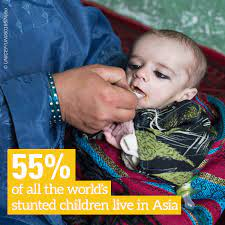 55%
of all the world's
stunted children live in Asia